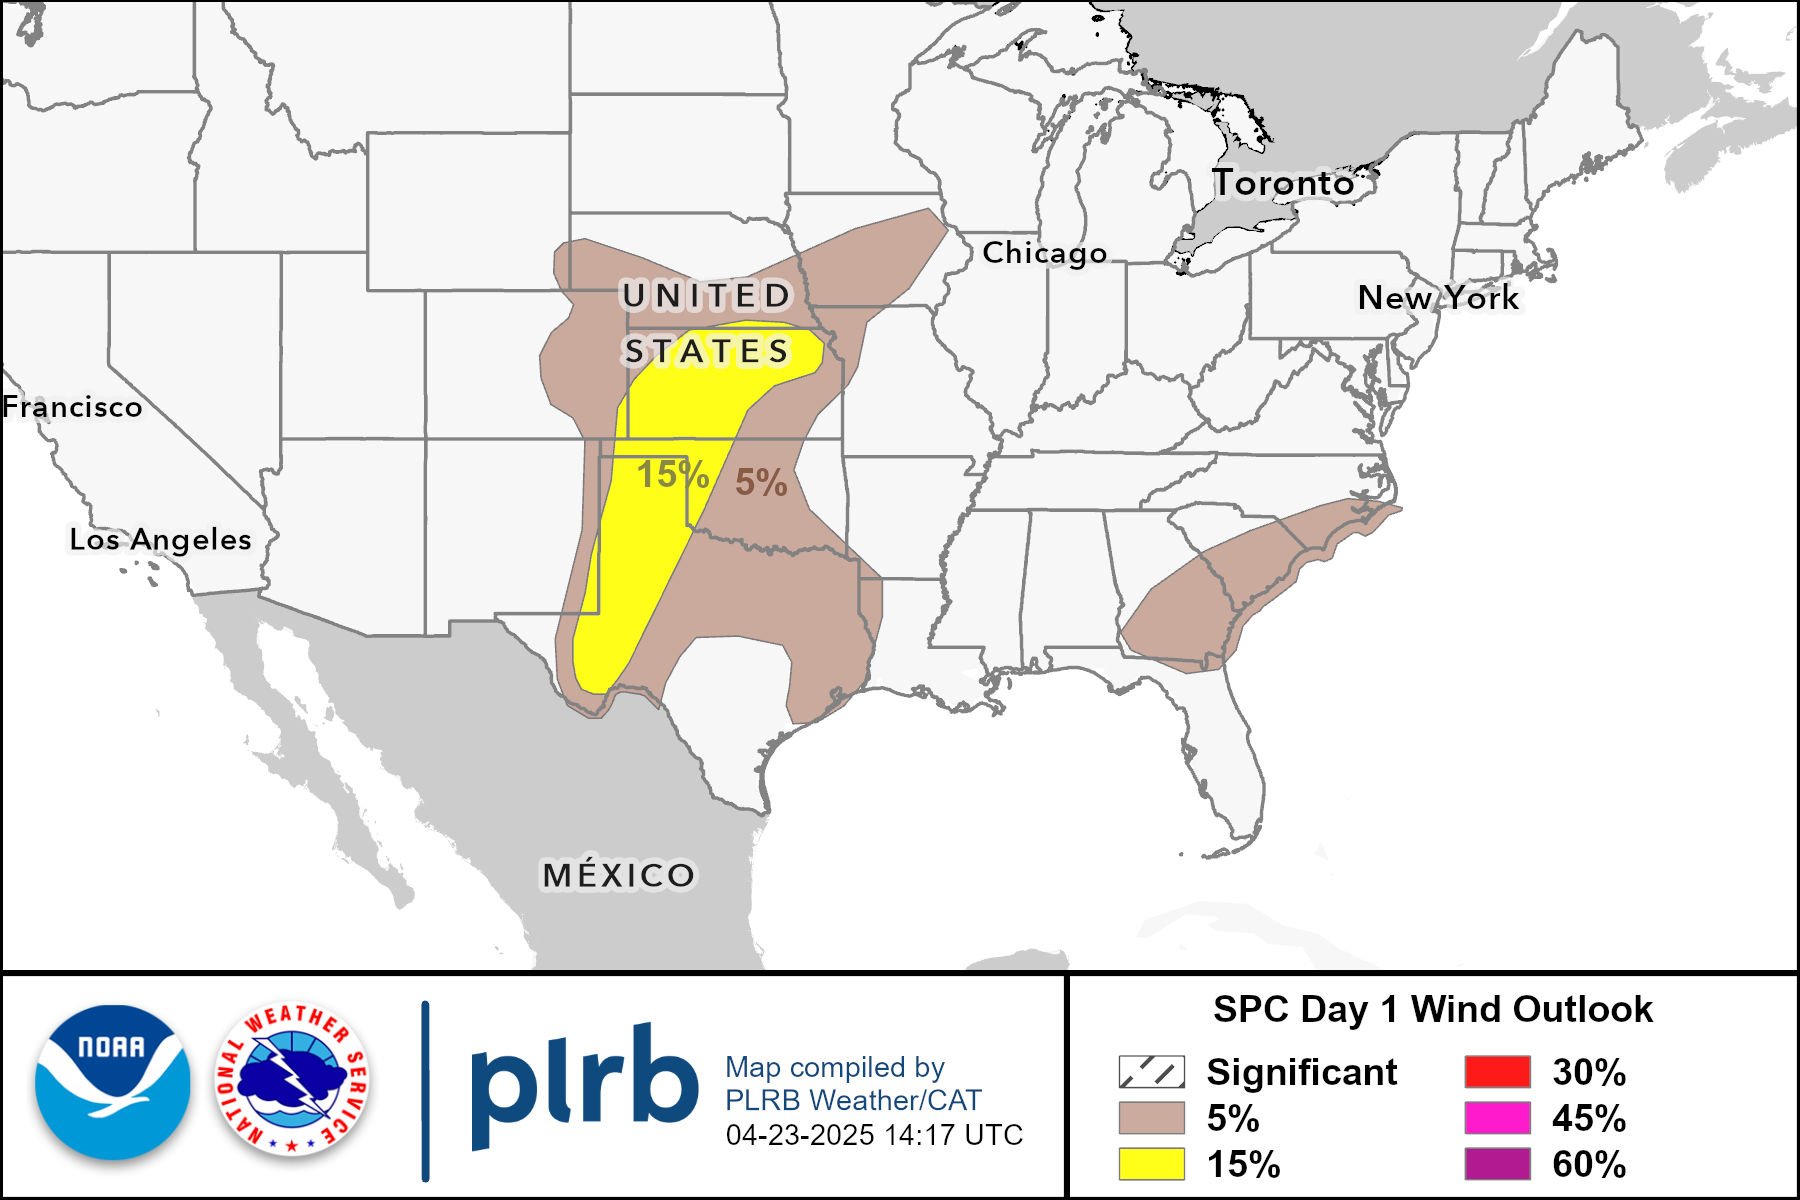 Toronto
Chicago
UNITED
New York
STATES
Francisco
15%
5%
Los Angeles
MÉXICO
NOAA
NATIONAL WEATHER SERVICE
plrb
Map compiled by
PLRB Weather/CAT
04-23-2025 14:17 UTC
SPC Day 1 Wind Outlook
Significant
5%
15%
30%
45%
60%